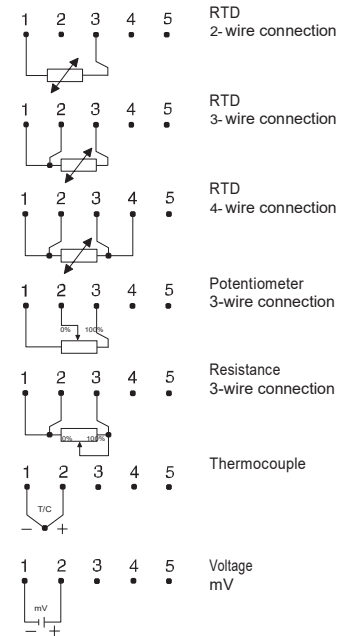 1 2 3 4 5 RTD
2- wire connection
1 2 3 4 5 RTD
3- wire connection
1 2 3 4 5 RTD
4- wire connection
1 2 3 4 5 Potentiometer
3-wire connection
0% 100%
1 2 3 4 5 Resistance
3-wire connection
0% 100%
1 2 3 4 5 Thermocouple
T/C
– +
1 2 3 4 5 Voltage
mV
mV
– +